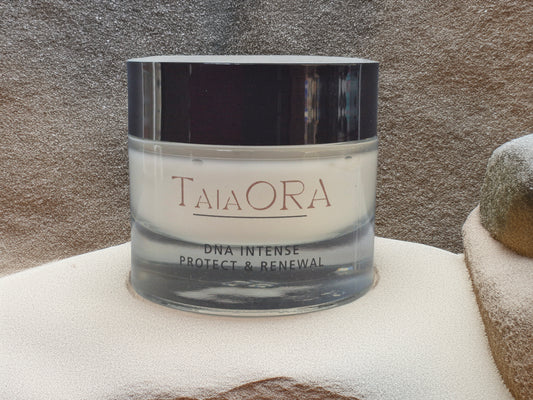 TAIAORA
DNA INTENSE
PROTECT & RENEWAL